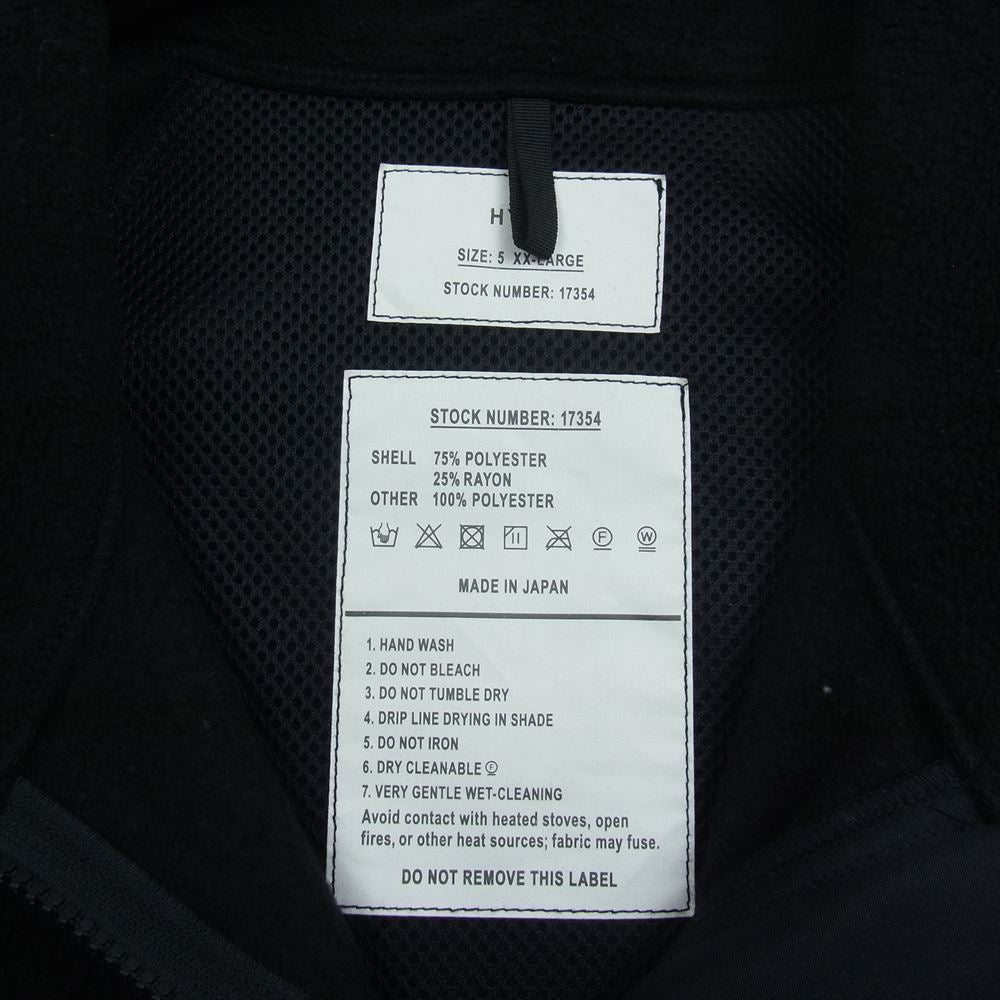 SIZE: 5 XX-LARGE
STOCK NUMBER: 17354
STOCK NUMBER: 17354
SHELL 75% POLYESTER
25% RAYON
OTHER 100% POLYESTER
F W
MADE IN JAPAN
1. HAND WASH
2. DO NOT BLEACH
3. DO NOT TUMBLE DRY
4. DRIP LINE DRYING IN SHADE
5. DO NOT IRON
6. DRY CLEANABLE Ⓕ
7. VERY GENTLE WET-CLEANING
Avoid contact with heated stoves, open
fires, or other heat sources; fabric may fuse.
DO NOT REMOVE THIS LABEL